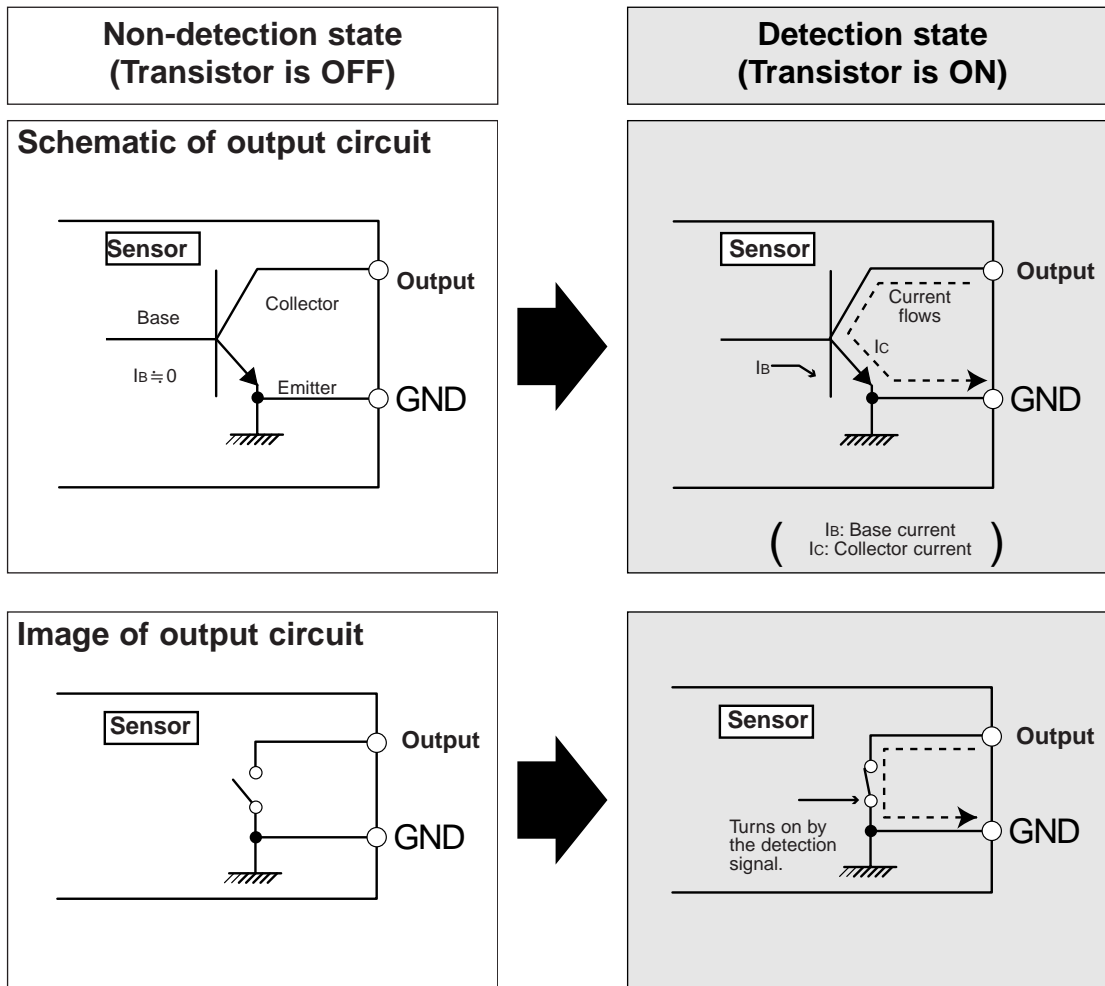 Non-detection state
(Transistor is OFF)
Detection state
(Transistor is ON)
Schematic of output circuit
Sensor
Output
Collector
Base
IB≒0
Emitter
GND
Sensor
Output
Current
flows
IC
IB
GND
( IB: Base current
IC: Collector current )
Image of output circuit
Sensor
Output
GND
Sensor
Output
Turns on by
the detection
signal.
GND